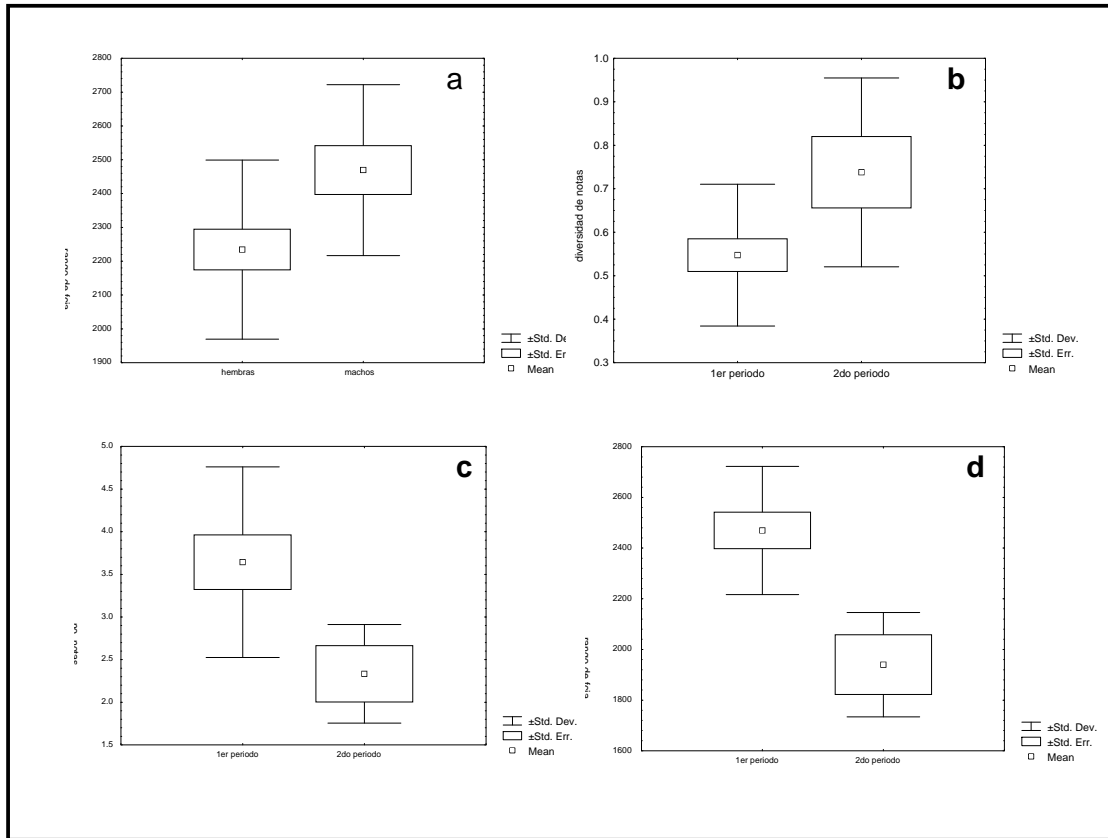 a
2800
2700
2600
2500
2400
2300
2200
2100
2000
1900
hembras
machos
±Std. De
±Std. Er
Mean
b
diversidad de notas
1.0
0.9
0.8
0.7
0.6
0.5
0.4
0.3
1er periodo
2do periodo
±Std. Dev.
±Std. Err.
Mean
c
5.0
4.5
4.0
3.5
3.0
2.5
2.0
1.5
1er periodo
2do periodo
±Std. Dev.
±Std. Err.
Mean
d
2800
2600
2400
2200
2000
1800
1600
1er periodo
2do periodo
±Std. Dev.
±Std. Err.
Mean